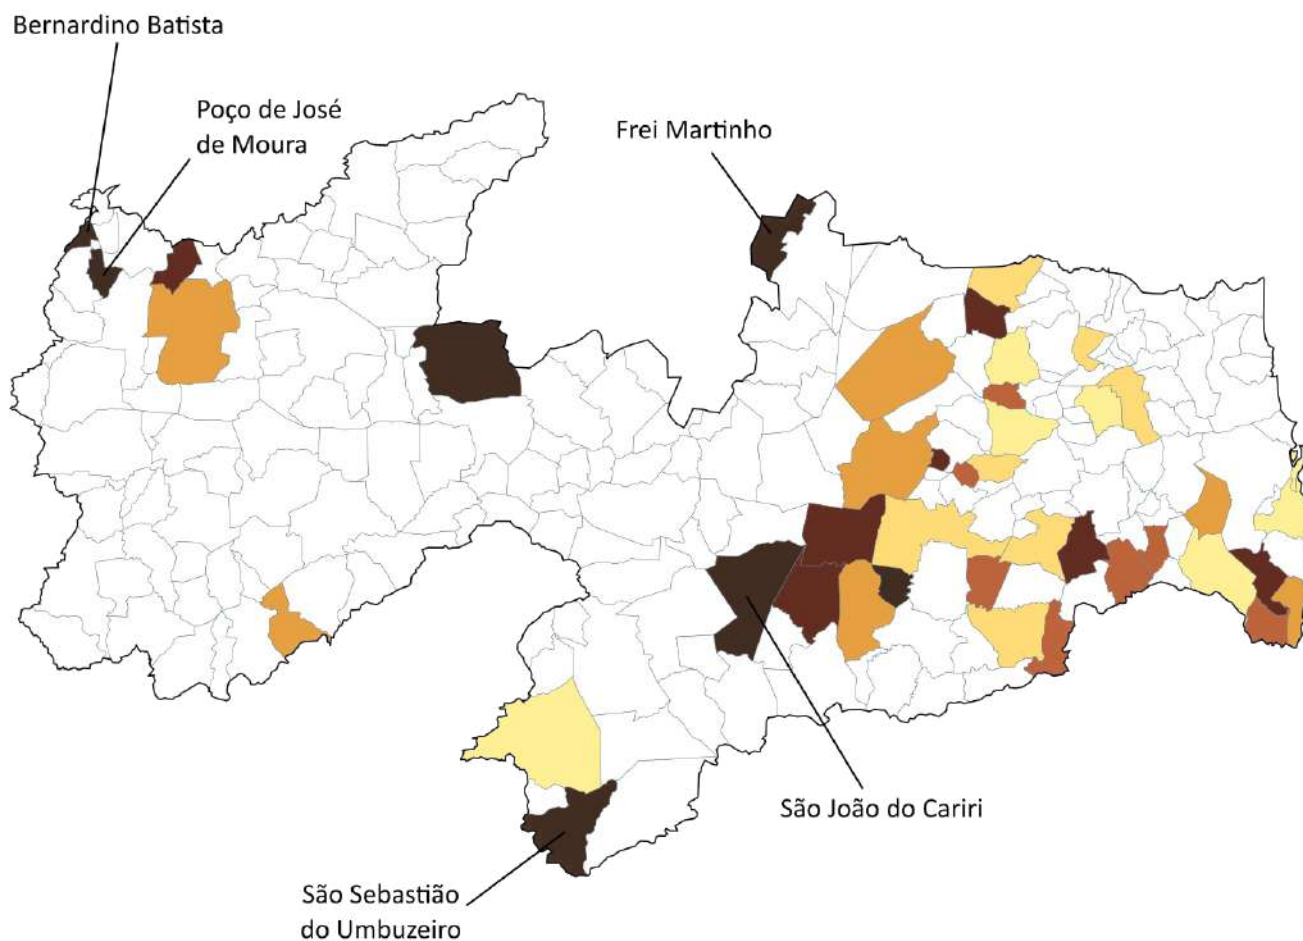 Bernardino Batista
Poço de José
de Moura
Frei Martinho
São João do Cariri
São Sebastião
do Umbuzeiro